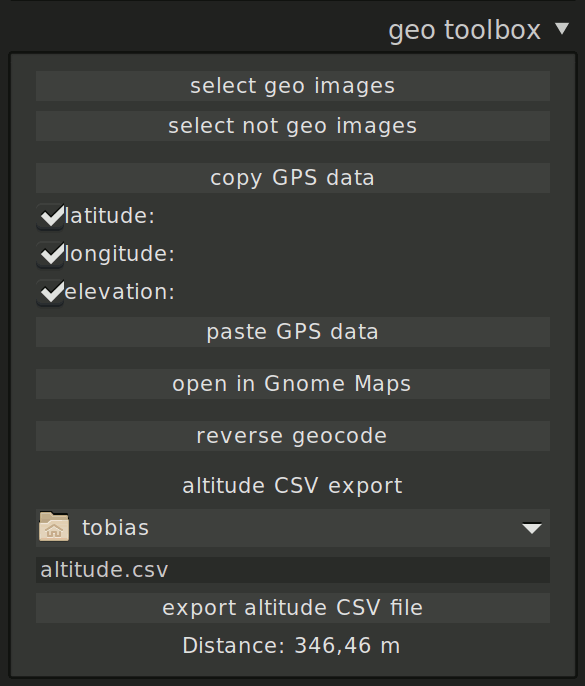 geo toolbox
select geo images
select not geo images
copy GPS data
latitude:
longitude:
elevation:
paste GPS data
open in Gnome Maps
reverse geocode
altitude CSV export
tobias
altitude.csv
export altitude CSV file
Distance: 346,46 m